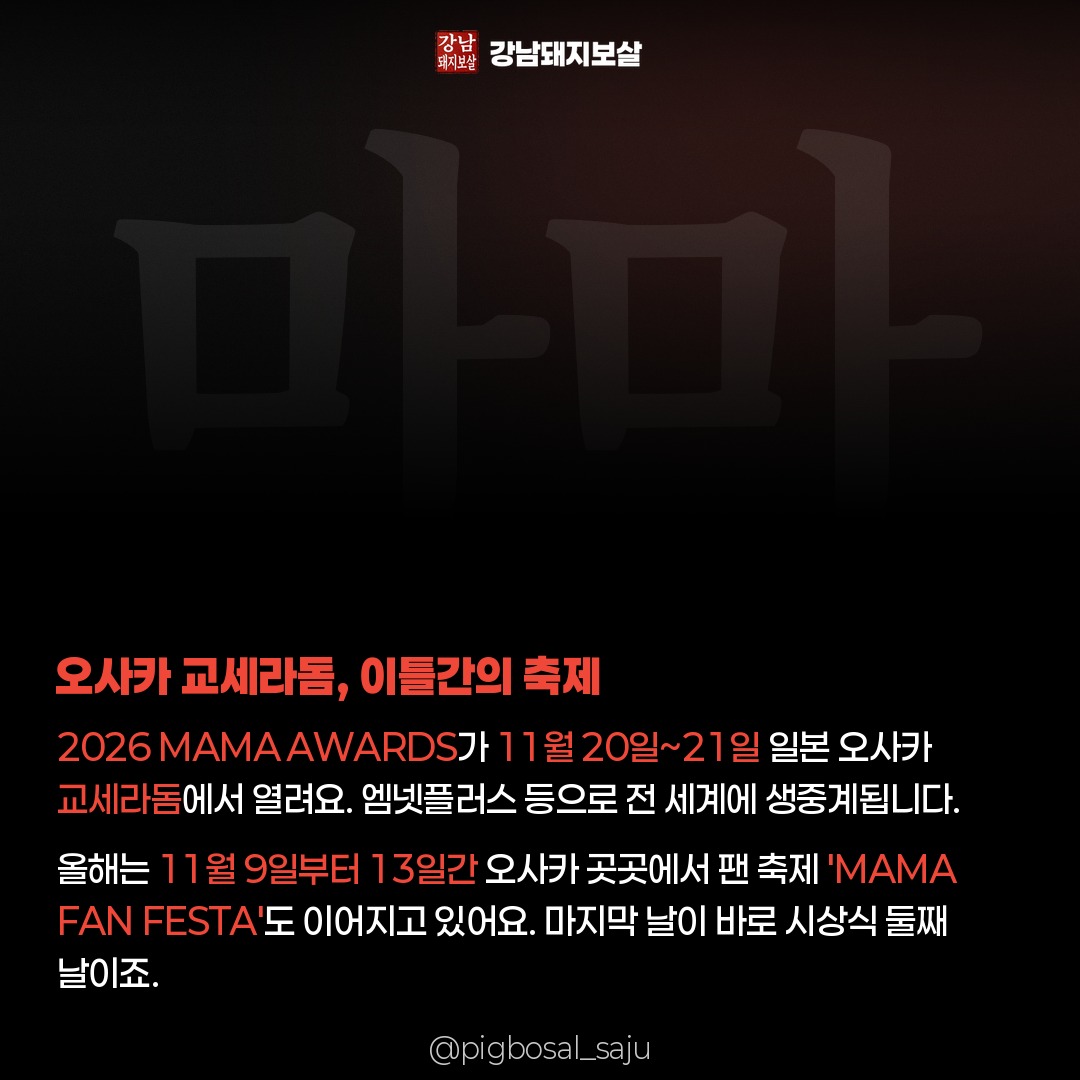 강남
돼지보살
강남돼지보살
마마
오사카 교세라돔, 이틀간의 축제
2026 MAMA AWARDS가 11월 20일~21일 일본 오사카
교세라돔에서 열려요. 엠넷플러스 등으로 전 세계에 생중계됩니다.
올해는 11월 9일부터 13일간 오사카 곳곳에서 팬 축제 'MAMA
FAN FESTA'도 이어지고 있어요. 마지막 날이 바로 시상식 둘째
날이죠.
@pigbosal_saju